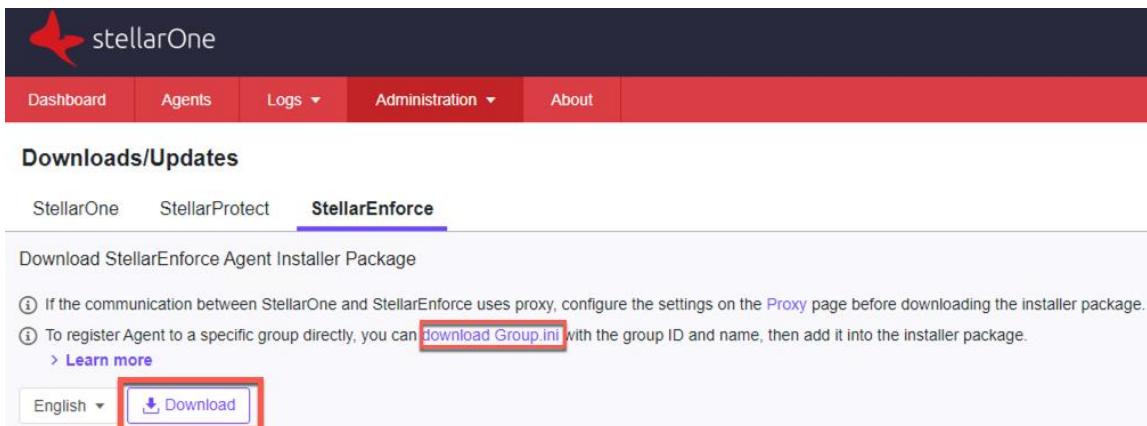 stellarOne
Dashboard Agents Logs Administration About
Downloads/Updates
StellarOne StellarProtect StellarEnforce
Download StellarEnforce Agent Installer Package
If the communication between StellarOne and StellarEnforce uses proxy, configure the settings on the Proxy page before downloading the installer package.
To register Agent to a specific group directly, you can download Group.ini with the group ID and name, then add it into the installer package.
> Learn more
English Download